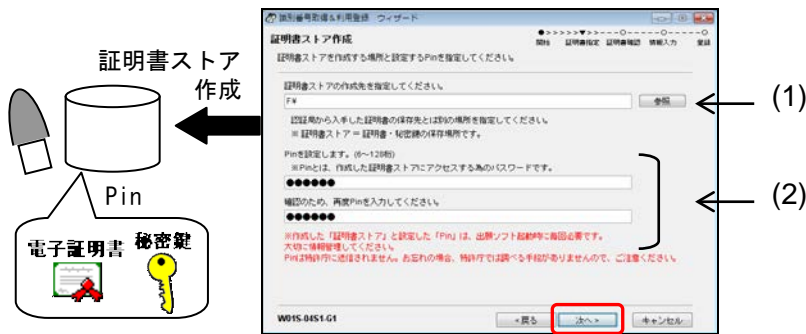 証明書ストア
作成
Pin
電子証明書
秘密鍵
識別番号取得&利用登録 ウィザード
証明書ストア作成
●>>>>>▼>>---○-----○-----○
開始 証明書指定 証明書確認 情報入力 登録
証明書ストアを作成する場所と設定するPinを指定してください。
証明書ストアの作成先を指定してください。
F¥
参照
認証局から入手した証明書の保存先とは別の場所を指定してください。
※証明書ストア=証明書・秘密鍵の保存場所です。
Pinを設定します。(6~128桁)
※Pinとは、作成した証明書ストアにアクセスする為のパスワードです。
●●●●●●
確認のため、再度Pinを入力してください。
●●●●●●
※作成した「証明書ストア」と設定した「Pin」は、出願ソフト起動時に毎回必要です。
大切に情報管理してください。
Pinは特許庁に送信されません。お忘れの場合、特許庁では調べる手段がありませんので、ご注意ください。
W01S-04S1-G1
<戻る
次へ>
キャンセル
(1)
(2)